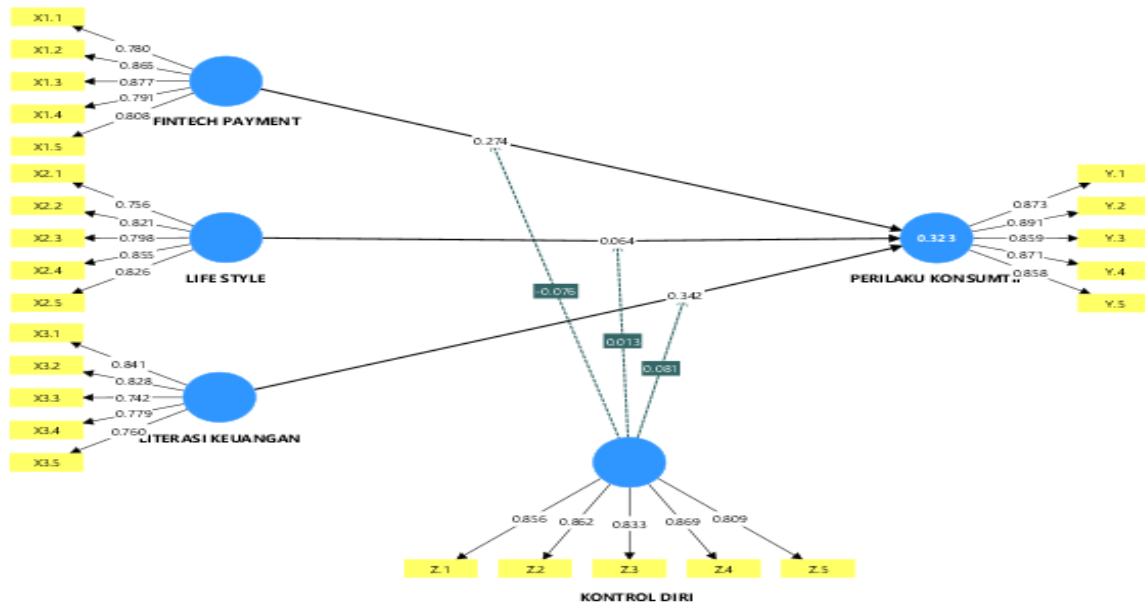 X1.1
X1.2
X1.3
X1.4
X1.5
0.780
0.865
0.877
0.791
0.808
FINTECH PAYMENT
X2.1
X2.2
X2.3
X2.4
X2.5
0.756
0.821
0.798
0.855
0.826
LIFE STYLE
X3.1
X3.2
X3.3
X3.4
X3.5
0.841
0.828
0.742
0.779
0.760
LITERASI KEUANGAN
0.274
0.064
0.342
-0.076
0.013
0.081
0.323
PERILAKU
0.873
0.891
0.859
0.871
0.858
Y.1
Y.2
Y.3
Y.4
Y.5
0.856
0.862
0.833
0.869
0.809
Z.1
Z.2
Z.3
Z.4
Z.5
KONTROL DIRI